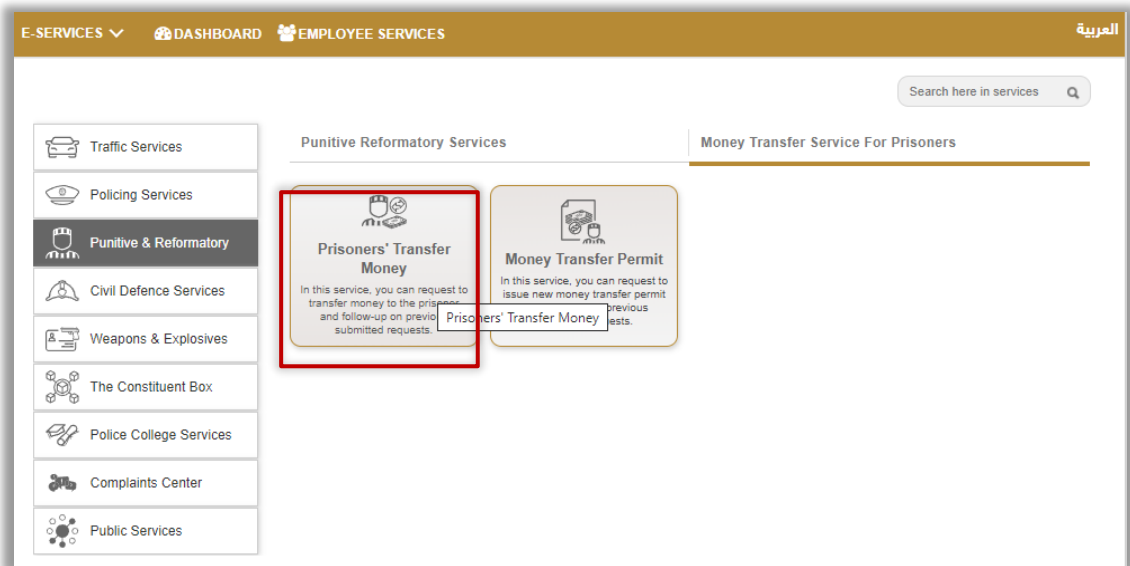 E-SERVICES DASHBOARD EMPLOYEE SERVICES العربية
Search here in services
Traffic Services
Policing Services
Punitive & Reformatory
Civil Defence Services
Weapons & Explosives
The Constituent Box
Police College Services
Complaints Center
Public Services
Punitive Reformatory Services
Money Transfer Service For Prisoners
Prisoners' Transfer
Money
In this service, you can request to
transfer money to the prisoner
and follow-up on previou
submitted requests.
Prisoners' Transfer Money
Money Transfer Permit
In this service, you can request to
issue new money transfer permit
previous
ests.